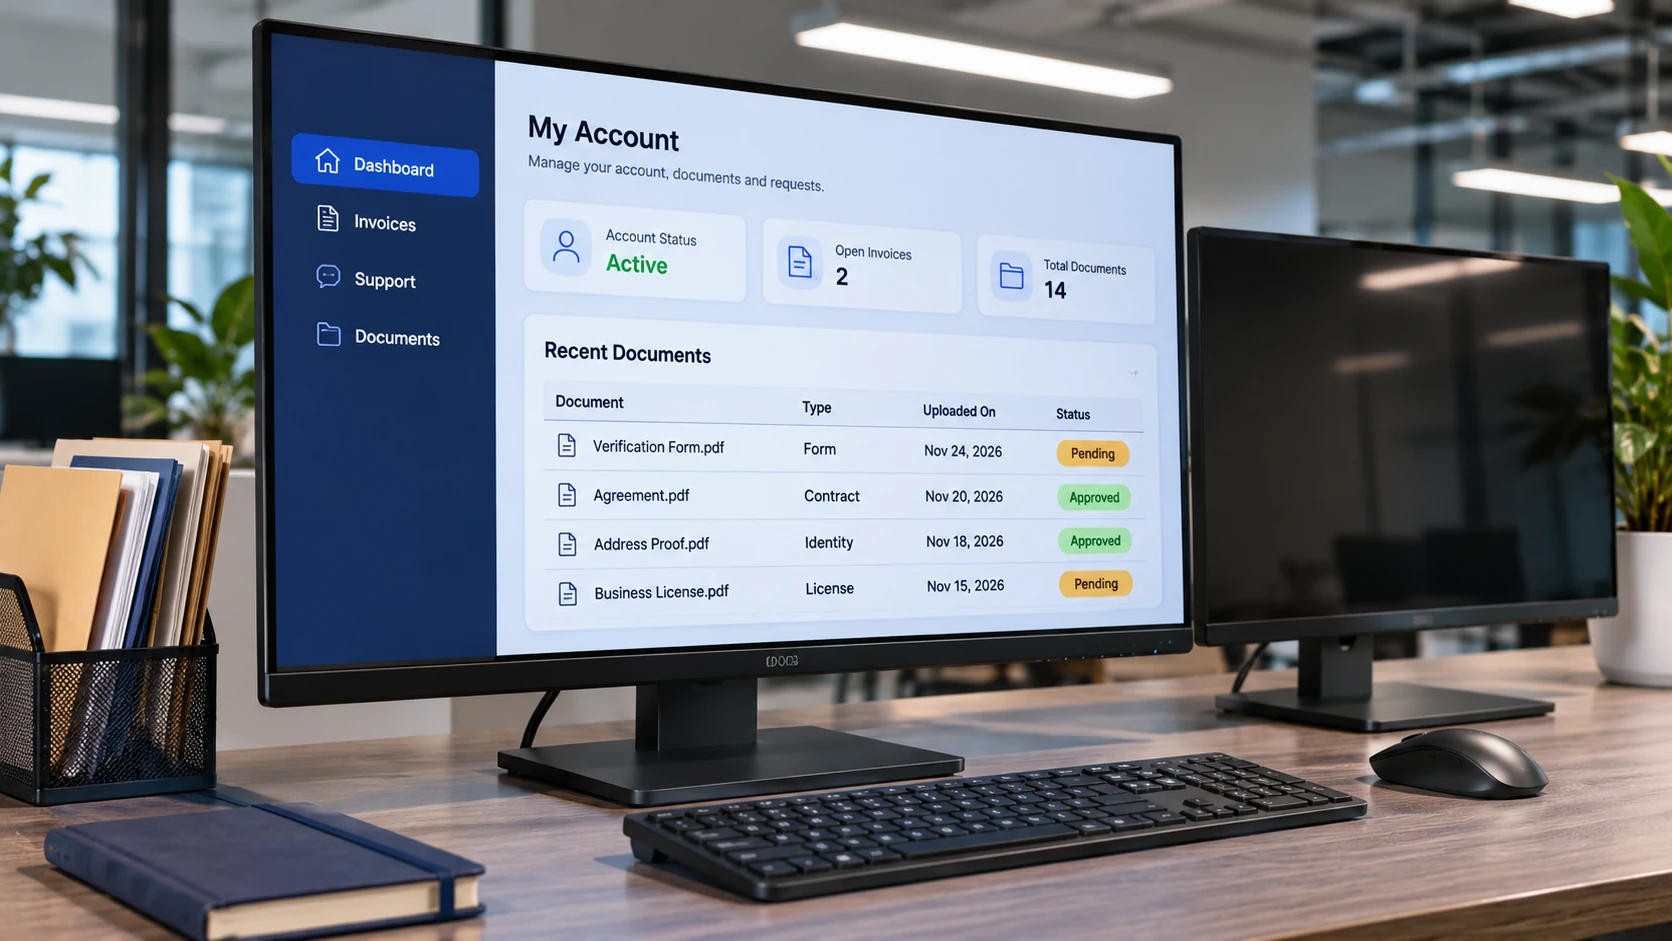 Dashboard
Invoices
Support
Documents
My Account
Manage your account, documents and requests.
Account Status
Active
Open Invoices
2
Total Documents
14
Recent Documents
Document Type Uploaded On Status
Verification Form.pdf Form Nov 24, 2026 Pending
Agreement.pdf Contract Nov 20, 2026 Approved
Address Proof.pdf Identity Nov 18, 2026 Approved
Business License.pdf License Nov 15, 2026 Pending